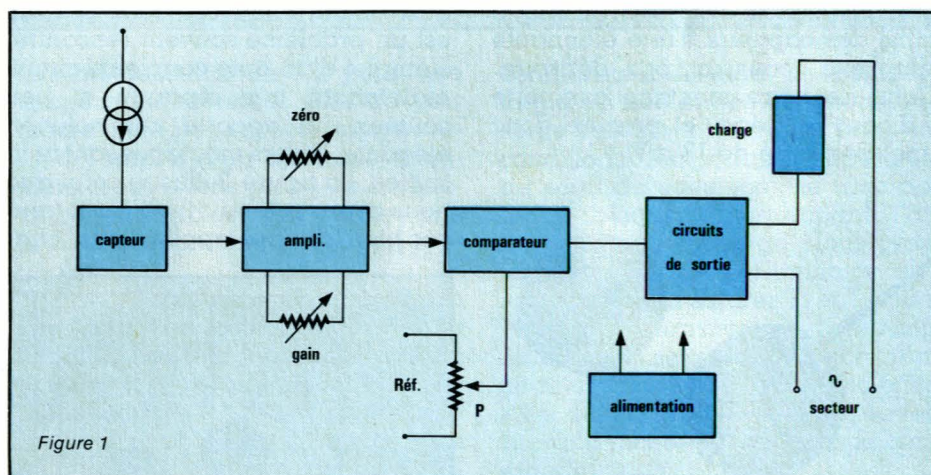 zéro
charge
capteur
ampli.
comparateur
circuits
de sortie
gain
Réf.
P
alimentation
secteur
Figure 1